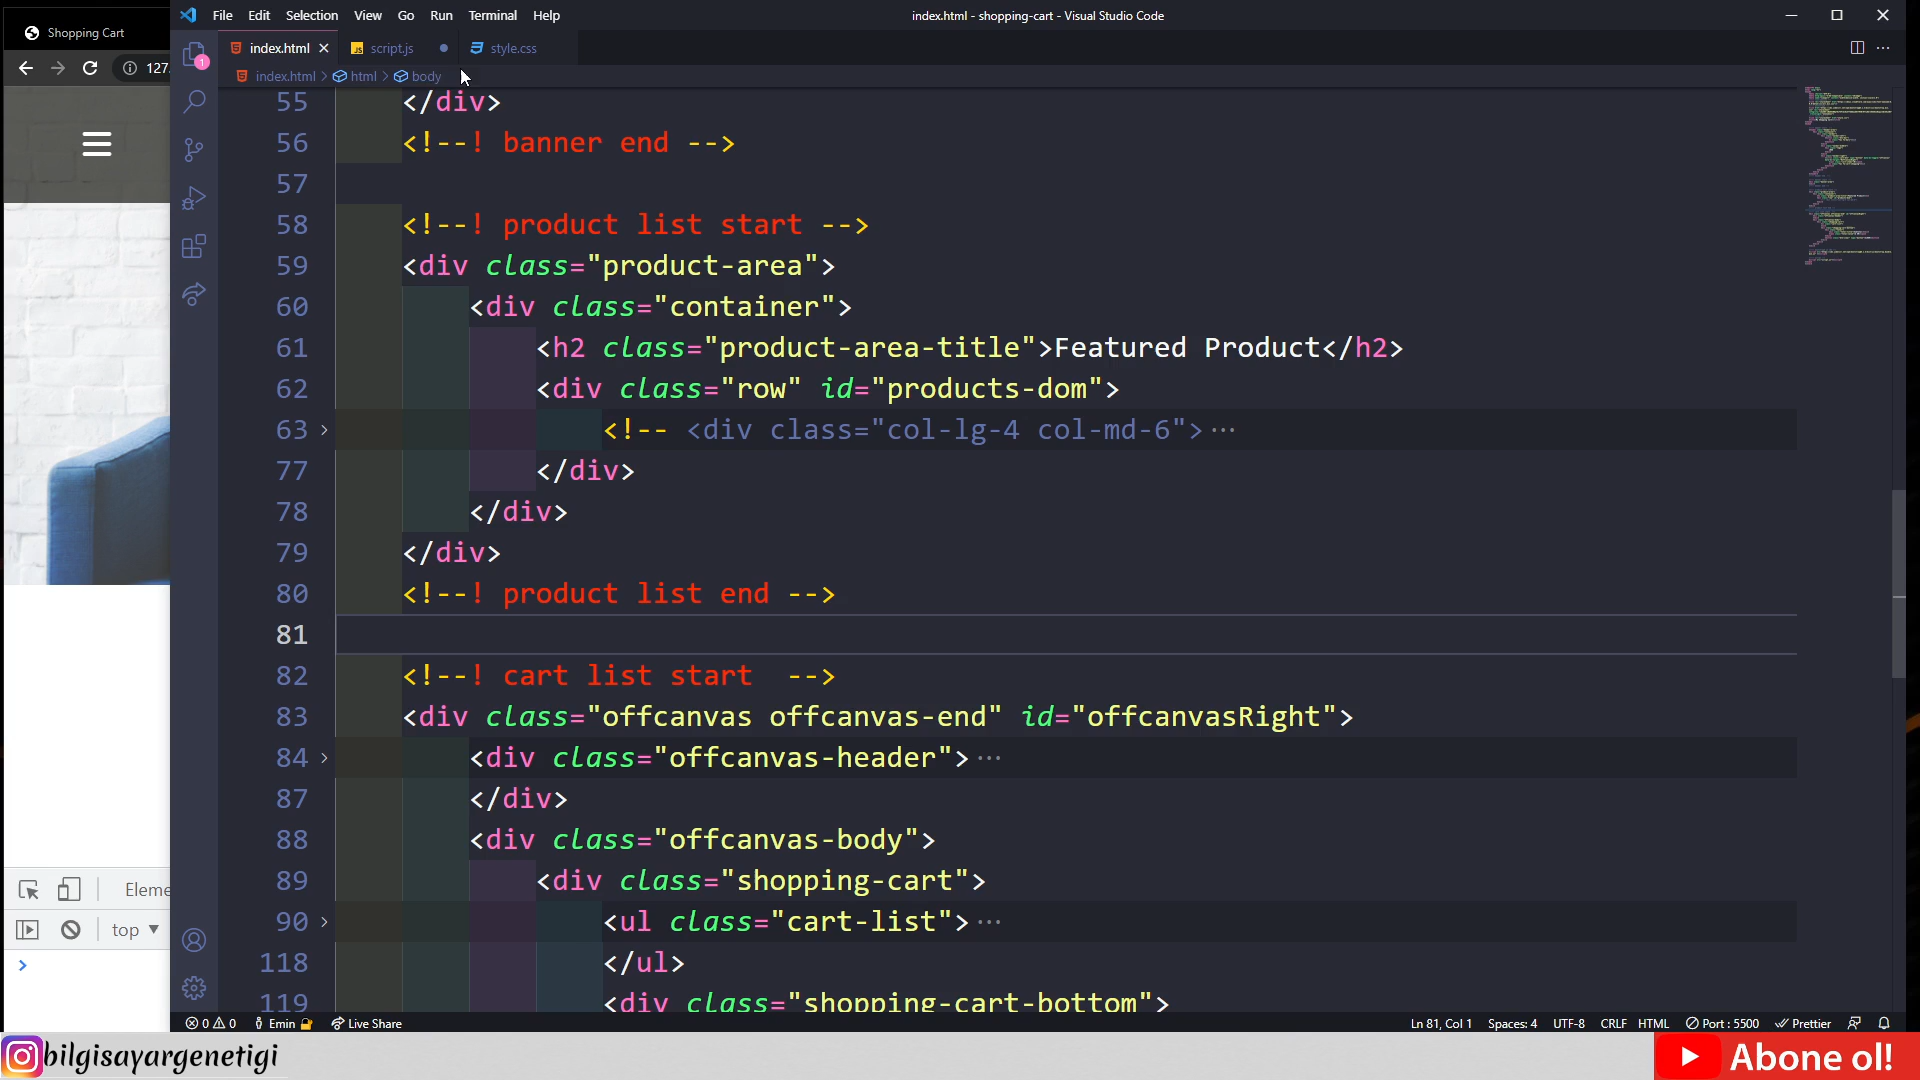 Shopping Cart
File Edit Selection View Go Run Terminal Help
index.html - shopping-cart - Visual Studio Code
127.
1
index.html script.js style.css
index.html > html > body
55 </div>
56 <!--! banner end -->
57
58 <!--! product list start -->
59 <div class="product-area">
60 <div class="container">
61 <h2 class="product-area-title">Featured Product</h2>
62 <div class="row" id="products-dom">
63 <!-- <div class="col-lg-4 col-md-6">···
77 </div>
78 </div>
79 </div>
80 <!--! product list end -->
81
82 <!--! cart list start  -->
83 <div class="offcanvas offcanvas-end" id="offcanvasRight">
84 <div class="offcanvas-header">···
87 </div>
88 <div class="offcanvas-body">
89 <div class="shopping-cart">
90 <ul class="cart-list">···
118 </ul>
119 <div class="shopping-cart-bottom">
Eleme
top
0 0 Emin Live Share
Ln 81, Col 1 Spaces: 4 UTF-8 CRLF HTML Port : 5500 Prettier
bilgisayargenetigi
Abone ol!